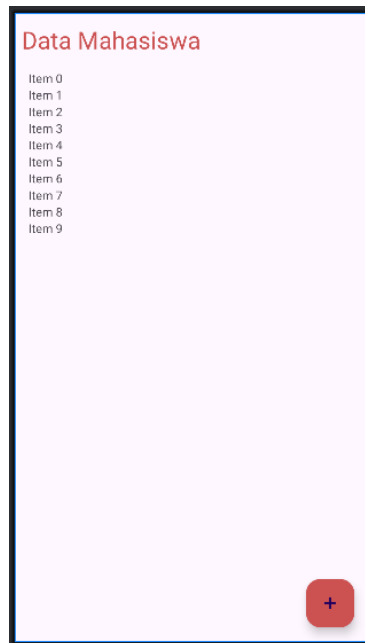 Data Mahasiswa
Item 0
Item 1
Item 2
Item 3
Item 4
Item 5
Item 6
Item 7
Item 8
Item 9
+